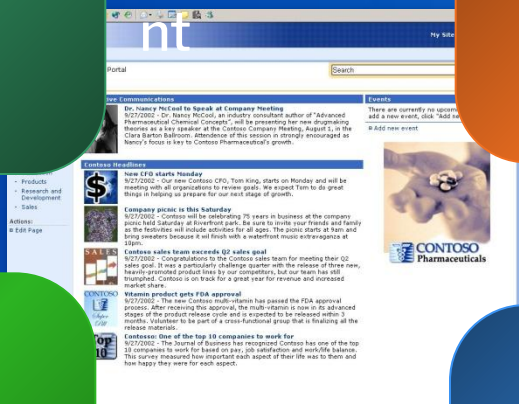 nt
My Site
Portal
Search
ve Communications
Dr. Nancy McCool to Speak at Company Meeting
9/27/2002 - Dr. Nancy McCool, an industry consultant author of "Advanced
Pharmaceutical Chemical Concepts", will be presenting her new drugmaking
theories as a key speaker at the Contoso Company Meeting, August 1, in the
Clara Barton Ballroom. Attendence of this session in strongly encouraged as
Nancy's focus is key to Contoso Pharmaceutical's growth.
Events
There are currently no upcom
add a new event, click "Add ne
Add new event
Contoso Headlines
New CFO starts Monday
9/27/2002 - Our new Contoso CFO, Tom King, starts on Monday and will be
meeting with all organizations to review goals. We expect Tom to do great
things in helping us prepare for our next stage of growth.
Products
Research and
Development
Sales
Actions:
Edit Page
Company picnic is this Saturday
9/27/2002 - Contoso will be celebrating 75 years in business at the company
picnic held Saturday at Riverfront park. Be sure to invite your friends and family
as the festivities will include activities for all ages. The picnic starts at 9am and
bring sweaters because it will finish with a waterfront music extravaganza at
10pm.
SALES
Contoso sales team exceeds Q2 sales goal
9/27/2002 - Congratulations to the Contoso sales team for meeting their Q2
sales goal. It was a particularly challenge quarter with the release of three new,
heavily-promoted product lines by our competitors, but our team has still
triumphed. Contoso is on track for a great year for revenue and increased
market share.
CONTOSO
Pharmaceuticals
CONTOSO
Vitamin product gets FDA approval
9/27/2002 - The new Contoso multi-vitamin has passed the FDA approval
process. After receiving this approval, the multi-vitamin is now in its advanced
stages of the product release cycle and is expected to be released within 3
months. Volunteer to be part of a cross-functional group that is finalizing all the
release materials.
Top
10
Contoso: One of the top 10 companies to work for
9/27/2002 - The Journal of Business has recognized Contoso has one of the top
10 companies to work for based on pay, job satisfaction and work/life balance.
This survey measured how important each aspect of their life was to them and
how happy they were for each aspect.